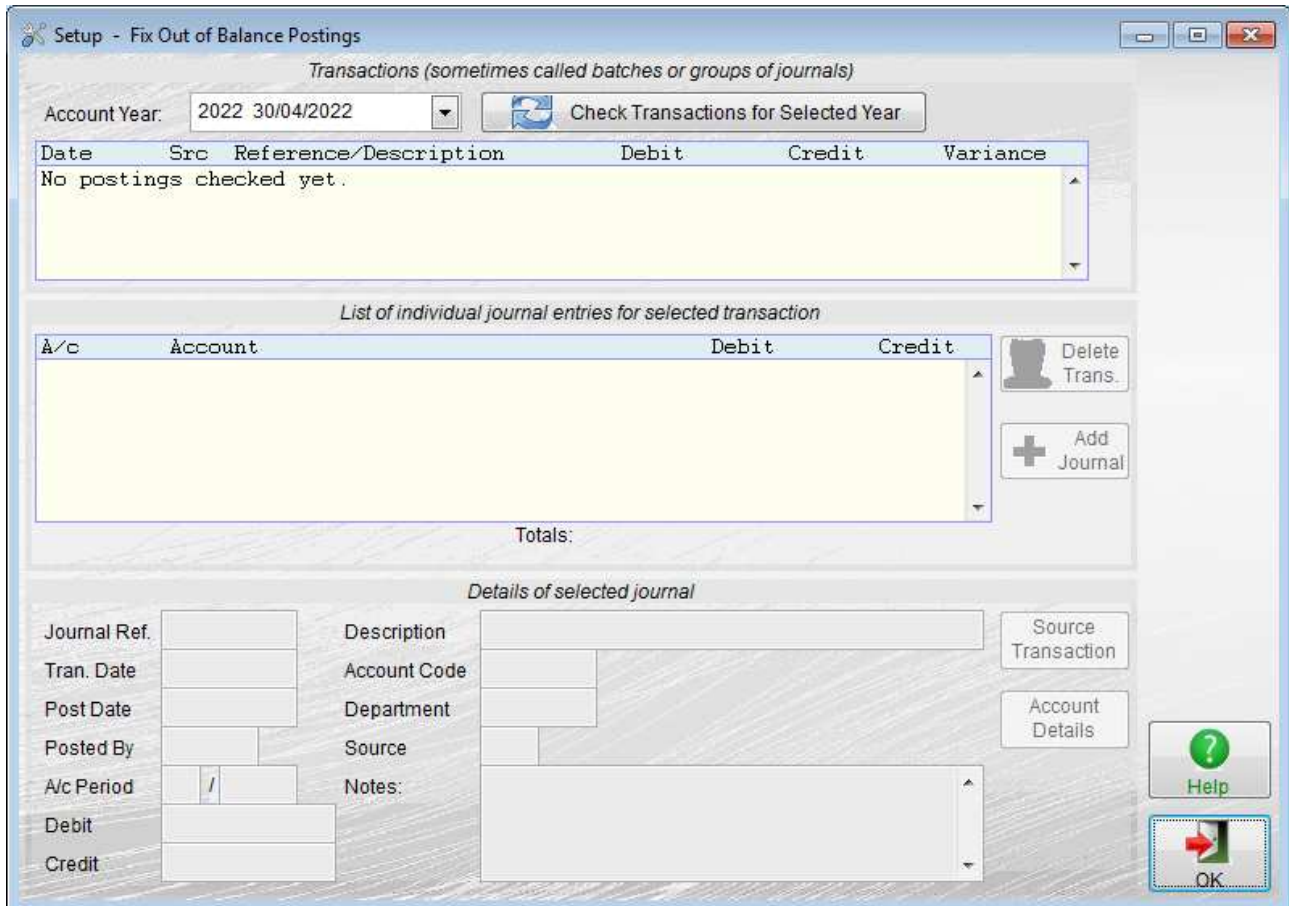 Setup - Fix Out of Balance Postings
Transactions (sometimes called batches or groups of journals)
Account Year: 2022 30/04/2022 Check Transactions for Selected Year
Date Src Reference/Description Debit Credit Variance
No postings checked yet.
List of individual journal entries for selected transaction
A/c Account Debit Credit
Delete
Trans.
Add
Journal
Totals:
Details of selected journal
Journal Ref. Description
Source
Transaction
Tran. Date Account Code
Post Date Department
Account
Details
Posted By Source
A/c Period / Notes:
Debit
Credit
Help
OK